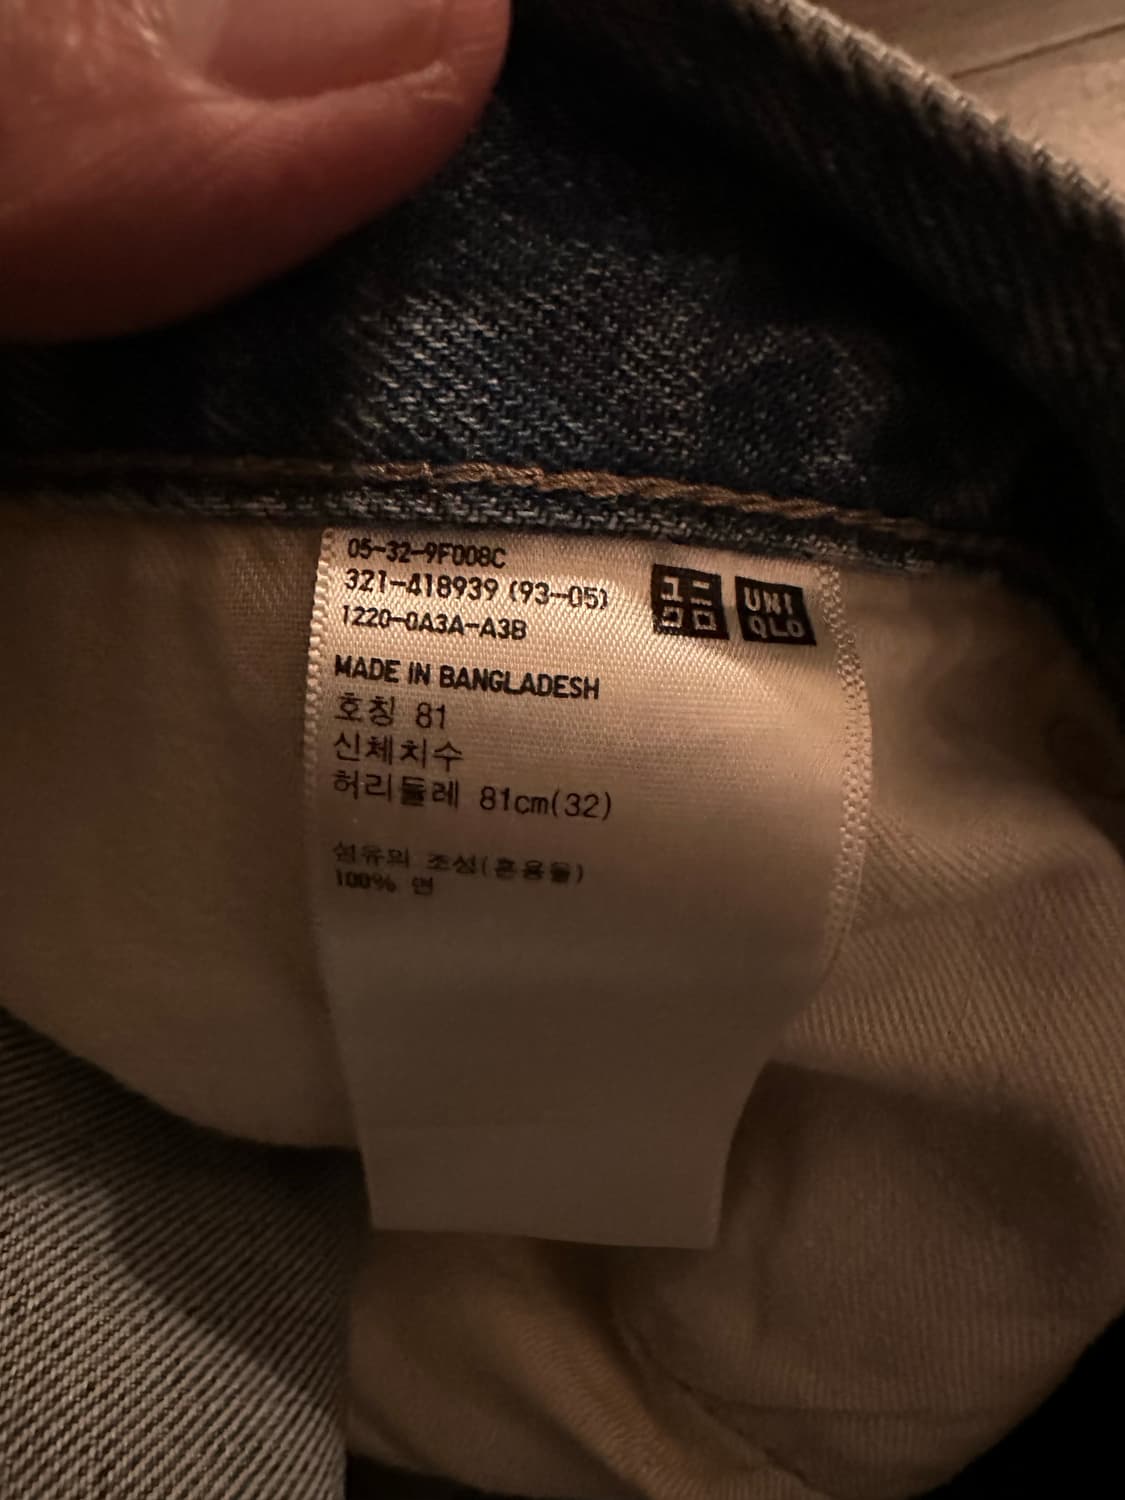 05-32-9F008C
321-418939 (93-05)
1220-0A3A-A3B
ユニ
クロ
UNI
QLO
MADE IN BANGLADESH
호칭 81
신체치수
허리둘레 81cm(32)
섬유의 조성(혼용률)
100% 면